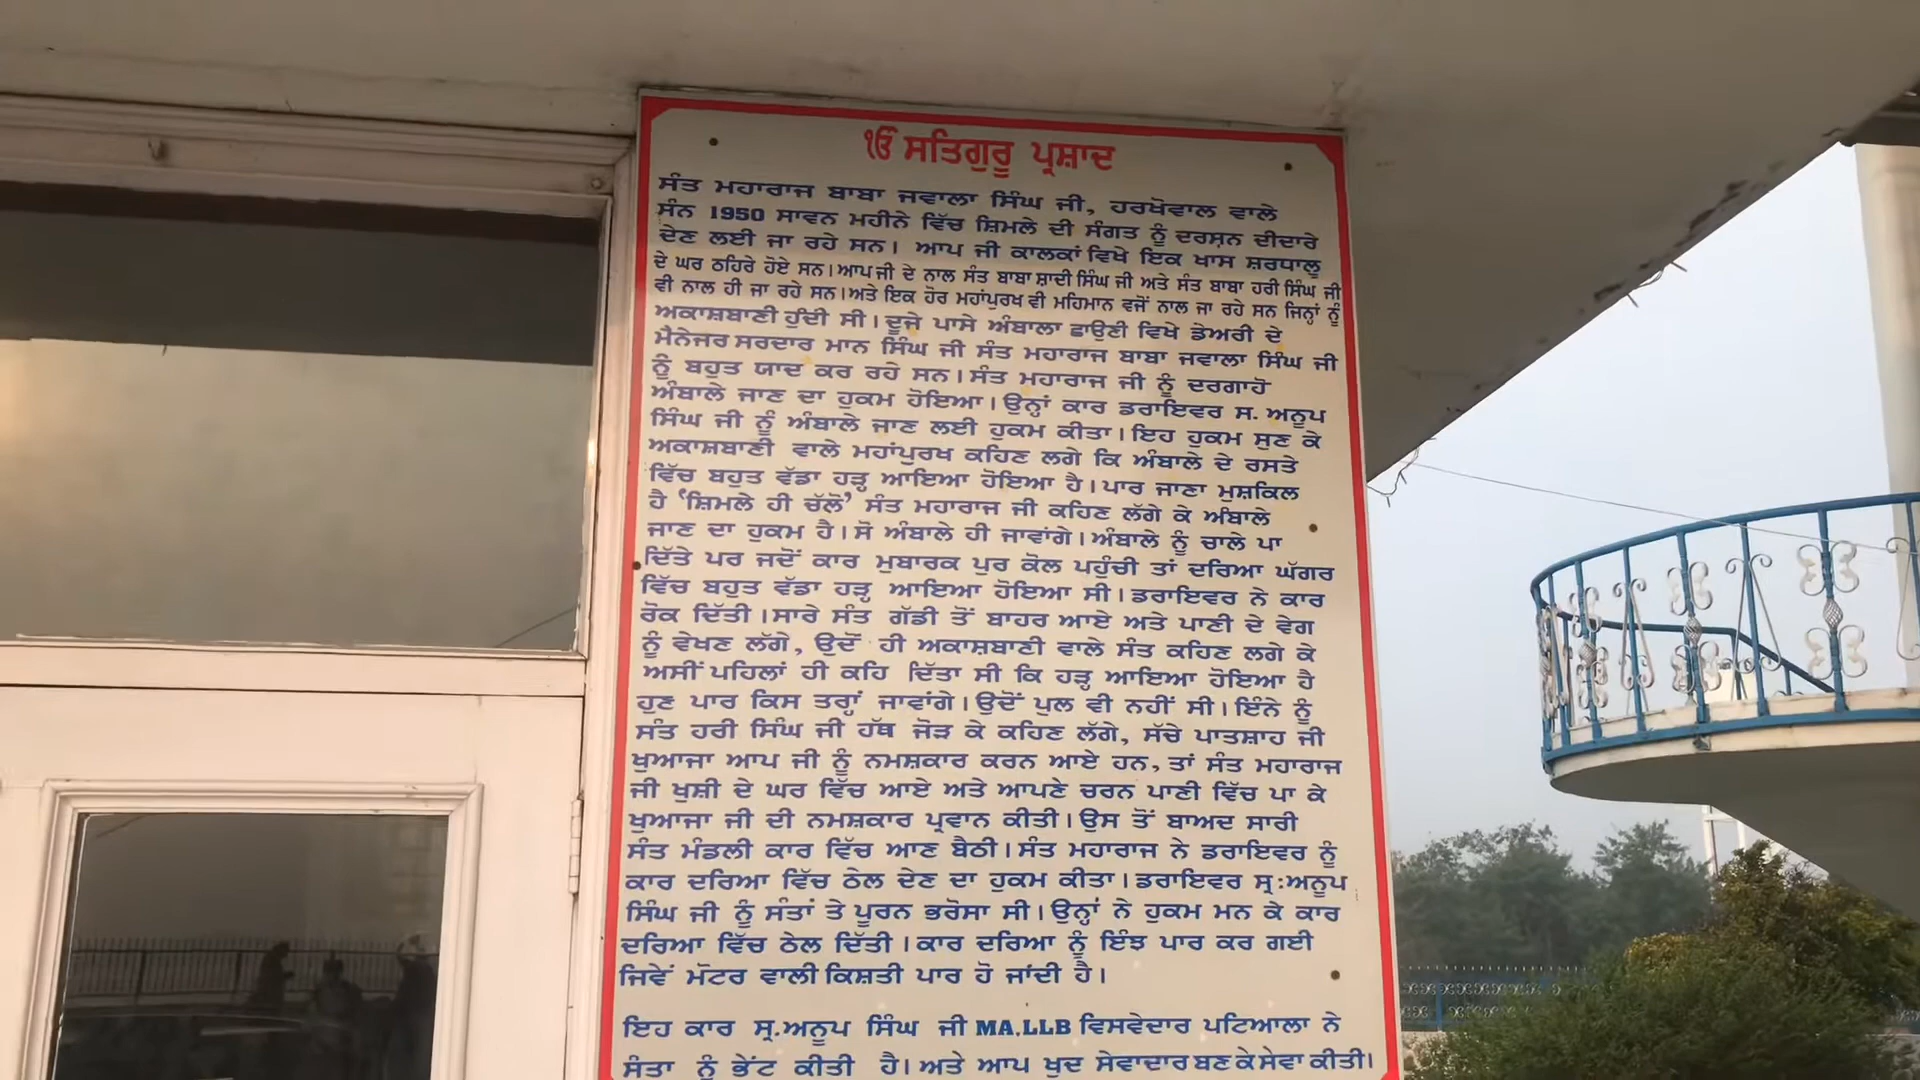 ੴ ਸਤਿਗੁਰੂ ਪ੍ਰਸ਼ਾਦ
ਸੰਤ ਮਹਾਰਾਜ ਬਾਬਾ ਜਵਾਲਾ ਸਿੰਘ ਜੀ, ਹਰਖੋਵਾਲ ਵਾਲੇ
ਸੰਨ 1950 ਸਾਵਨ ਮਹੀਨੇ ਵਿੱਚ ਸ਼ਿਮਲੇ ਦੀ ਸੰਗਤ ਨੂੰ ਦਰਸ਼ਨ ਦੀਦਾਰੇ
ਦੇਣ ਲਈ ਜਾ ਰਹੇ ਸਨ। ਆਪ ਜੀ ਕਾਲਕਾਂ ਵਿਖੇ ਇਕ ਖਾਸ ਸ਼ਰਧਾਲੂ
ਦੇ ਘਰ ਠਹਿਰੇ ਹੋਏ ਸਨ। ਆਪ ਜੀ ਦੇ ਨਾਲ ਸੰਤ ਬਾਬਾ ਸ਼ਾਦੀ ਸਿੰਘ ਜੀ ਅਤੇ ਸੰਤ ਬਾਬਾ ਹਰੀ ਸਿੰਘ ਜੀ
ਵੀ ਨਾਲ ਹੀ ਜਾ ਰਹੇ ਸਨ। ਅਤੇ ਇਕ ਹੋਰ ਮਹਾਂਪੁਰਖ ਵੀ ਮਹਿਮਾਨ ਵਜੋਂ ਨਾਲ ਜਾ ਰਹੇ ਸਨ ਜਿਨ੍ਹਾਂ ਨੂੰ
ਅਕਾਸ਼ਬਾਣੀ ਹੁੰਦੀ ਸੀ। ਦੂਜੇ ਪਾਸੇ ਅੰਬਾਲਾ ਛਾਉਣੀ ਵਿਖੇ ਡੇਅਰੀ ਦੇ
ਮੈਨੇਜਰ ਸਰਦਾਰ ਮਾਨ ਸਿੰਘ ਜੀ ਸੰਤ ਮਹਾਰਾਜ ਬਾਬਾ ਜਵਾਲਾ ਸਿੰਘ ਜੀ
ਨੂੰ ਬਹੁਤ ਯਾਦ ਕਰ ਰਹੇ ਸਨ। ਸੰਤ ਮਹਾਰਾਜ ਜੀ ਨੂੰ ਦਰਗਾਹੋ
ਅੰਬਾਲੇ ਜਾਣ ਦਾ ਹੁਕਮ ਹੋਇਆ। ਉਨ੍ਹਾਂ ਕਾਰ ਡਰਾਇਵਰ ਸ. ਅਨੂਪ
ਸਿੰਘ ਜੀ ਨੂੰ ਅੰਬਾਲੇ ਜਾਣ ਲਈ ਹੁਕਮ ਕੀਤਾ। ਇਹ ਹੁਕਮ ਸੁਣ ਕੇ
ਅਕਾਸ਼ਬਾਣੀ ਵਾਲੇ ਮਹਾਂਪੁਰਖ ਕਹਿਣ ਲਗੇ ਕਿ ਅੰਬਾਲੇ ਦੇ ਰਸਤੇ
ਵਿੱਚ ਬਹੁਤ ਵੱਡਾ ਹੜ੍ਹ ਆਇਆ ਹੋਇਆ ਹੈ। ਪਾਰ ਜਾਣਾ ਮੁਸ਼ਕਿਲ
ਹੈ ‘ਸ਼ਿਮਲੇ ਹੀ ਚੱਲੋ’ ਸੰਤ ਮਹਾਰਾਜ ਜੀ ਕਹਿਣ ਲੱਗੇ ਕੇ ਅੰਬਾਲੇ
ਜਾਣ ਦਾ ਹੁਕਮ ਹੈ। ਸੋ ਅੰਬਾਲੇ ਹੀ ਜਾਵਾਂਗੇ। ਅੰਬਾਲੇ ਨੂੰ ਚਾਲੇ ਪਾ
ਦਿੱਤੇ ਪਰ ਜਦੋਂ ਕਾਰ ਮੁਬਾਰਕ ਪੁਰ ਕੋਲ ਪਹੁੰਚੀ ਤਾਂ ਦਰਿਆ ਘੱਗਰ
ਵਿੱਚ ਬਹੁਤ ਵੱਡਾ ਹੜ੍ਹ ਆਇਆ ਹੋਇਆ ਸੀ। ਡਰਾਇਵਰ ਨੇ ਕਾਰ
ਰੋਕ ਦਿੱਤੀ। ਸਾਰੇ ਸੰਤ ਗੱਡੀ ਤੋਂ ਬਾਹਰ ਆਏ ਅਤੇ ਪਾਣੀ ਦੇ ਵੇਗ
ਨੂੰ ਵੇਖਣ ਲੱਗੇ, ਉਦੋਂ ਹੀ ਅਕਾਸ਼ਬਾਣੀ ਵਾਲੇ ਸੰਤ ਕਹਿਣ ਲਗੇ ਕੇ
ਅਸੀਂ ਪਹਿਲਾਂ ਹੀ ਕਹਿ ਦਿੱਤਾ ਸੀ ਕਿ ਹੜ੍ਹ ਆਇਆ ਹੋਇਆ ਹੈ
ਹੁਣ ਪਾਰ ਕਿਸ ਤਰ੍ਹਾਂ ਜਾਵਾਂਗੇ। ਉਦੋਂ ਪੁਲ ਵੀ ਨਹੀਂ ਸੀ। ਇੰਨੇ ਨੂੰ
ਸੰਤ ਹਰੀ ਸਿੰਘ ਜੀ ਹੱਥ ਜੋੜ ਕੇ ਕਹਿਣ ਲੱਗੇ, ਸੱਚੇ ਪਾਤਸ਼ਾਹ ਜੀ
ਖੁਆਜਾ ਆਪ ਜੀ ਨੂੰ ਨਮਸ਼ਕਾਰ ਕਰਨ ਆਏ ਹਨ, ਤਾਂ ਸੰਤ ਮਹਾਰਾਜ
ਜੀ ਖੁਸ਼ੀ ਦੇ ਘਰ ਵਿੱਚ ਆਏ ਅਤੇ ਆਪਣੇ ਚਰਨ ਪਾਣੀ ਵਿੱਚ ਪਾ ਕੇ
ਖੁਆਜਾ ਜੀ ਦੀ ਨਮਸ਼ਕਾਰ ਪ੍ਰਵਾਨ ਕੀਤੀ। ਉਸ ਤੋਂ ਬਾਅਦ ਸਾਰੀ
ਸੰਤ ਮੰਡਲੀ ਕਾਰ ਵਿੱਚ ਆਣ ਬੈਠੀ। ਸੰਤ ਮਹਾਰਾਜ ਨੇ ਡਰਾਇਵਰ ਨੂੰ
ਕਾਰ ਦਰਿਆ ਵਿੱਚ ਠੇਲ ਦੇਣ ਦਾ ਹੁਕਮ ਕੀਤਾ। ਡਰਾਇਵਰ ਸ੍ਰ:ਅਨੂਪ
ਸਿੰਘ ਜੀ ਨੂੰ ਸੰਤਾਂ ਤੇ ਪੂਰਨ ਭਰੋਸਾ ਸੀ। ਉਨ੍ਹਾਂ ਨੇ ਹੁਕਮ ਮਨ ਕੇ ਕਾਰ
ਦਰਿਆ ਵਿੱਚ ਠੇਲ ਦਿੱਤੀ। ਕਾਰ ਦਰਿਆ ਨੂੰ ਇੰਝ ਪਾਰ ਕਰ ਗਈ
ਜਿਵੇਂ ਮੋਟਰ ਵਾਲੀ ਕਿਸ਼ਤੀ ਪਾਰ ਹੋ ਜਾਂਦੀ ਹੈ।
ਇਹ ਕਾਰ ਸ੍ਰ.ਅਨੂਪ ਸਿੰਘ ਜੀ MA.LLB ਵਿਸਵੇਦਾਰ ਪਟਿਆਲਾ ਨੇ
ਸੰਤਾ ਨੂੰ ਭੇਂਟ ਕੀਤੀ ਹੈ। ਅਤੇ ਆਪ ਖੁਦ ਸੇਵਾਦਾਰ ਬਣ ਕੇ ਸੇਵਾ ਕੀਤੀ।